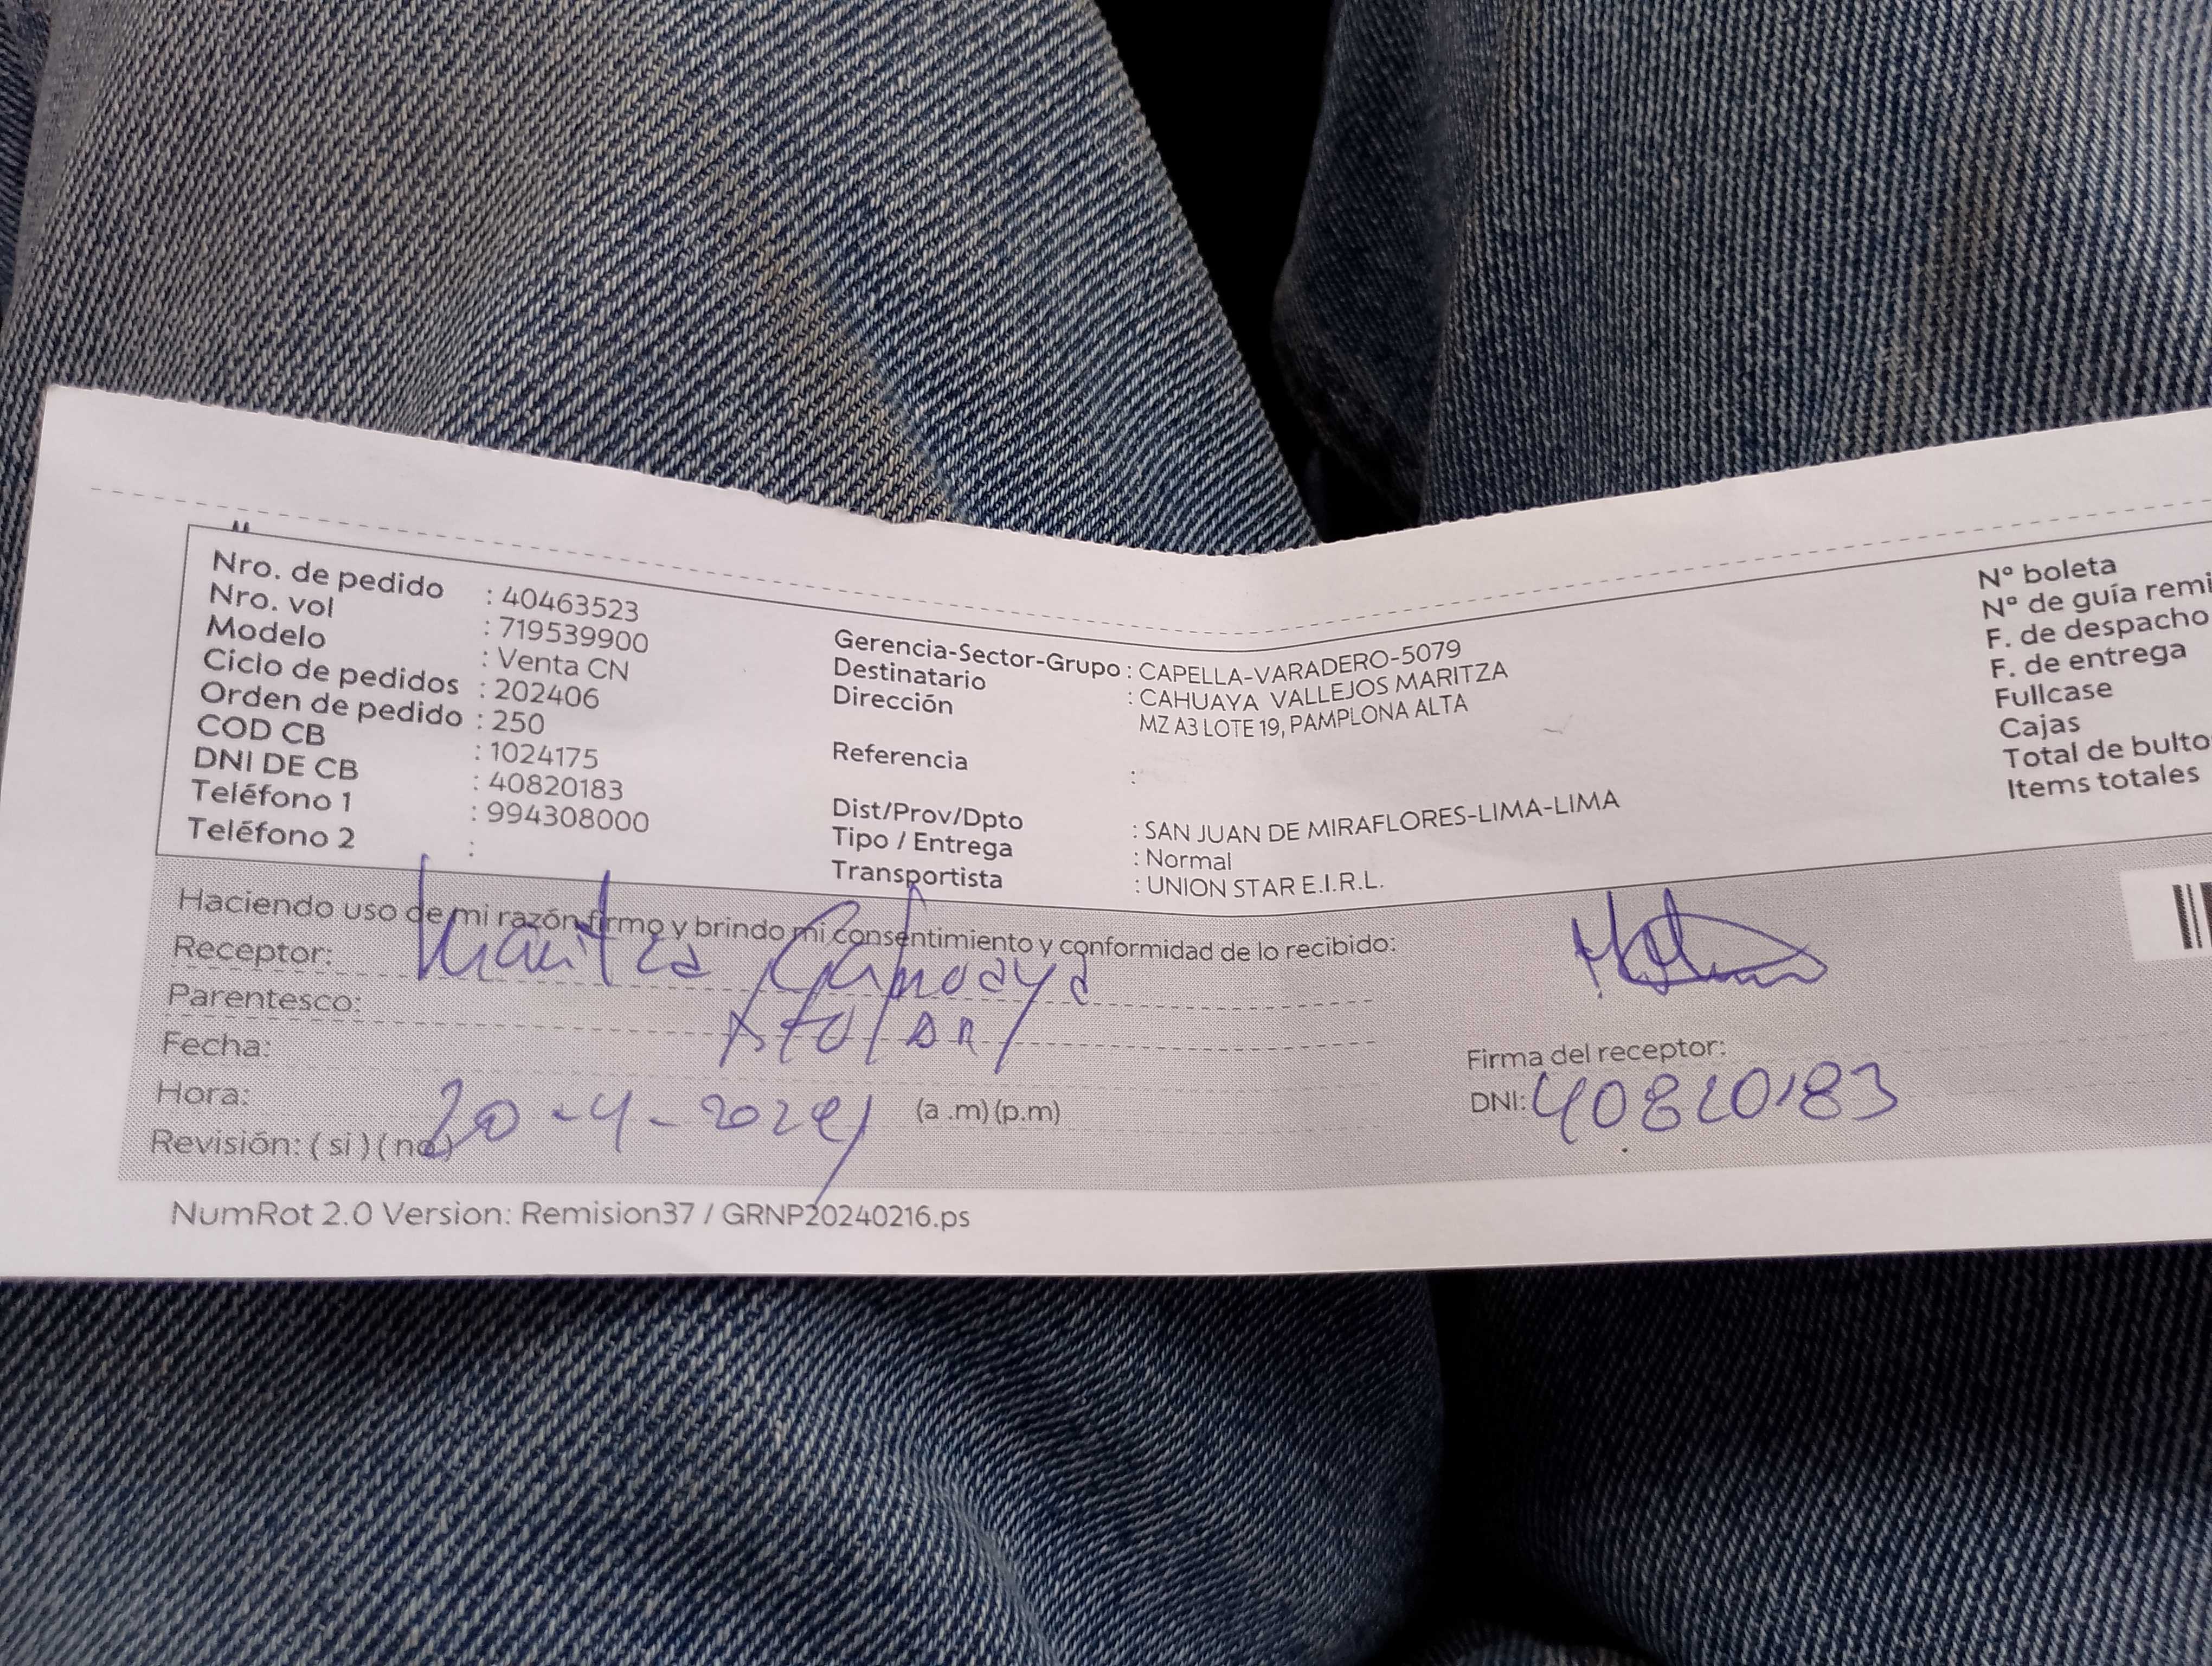 Nro. de pedido : 40463523
Nro. vol : 719539900
Modelo : Venta CN
Ciclo de pedidos : 202406
Orden de pedido : 250
COD CB : 1024175
DNI DE CB : 40820183
Teléfono 1 : 994308000
Teléfono 2 :
Gerencia-Sector-Grupo : CAPELLA-VARADERO-5079
Destinatario : CAHUAYA VALLEJOS MARITZA
Dirección MZ A3 LOTE 19, PAMPLONA ALTA
Referencia :
Dist/Prov/Dpto : SAN JUAN DE MIRAFLORES-LIMA-LIMA
Tipo / Entrega : Normal
Transportista : UNION STAR E.I.R.L.
N° boleta
N° de guía remi
F. de despacho
F. de entrega
Fullcase
Cajas
Total de bulto
Items totales
Haciendo uso de mi razón firmo y brindo mi consentimiento y conformidad de lo recibido:
Receptor: Maritza Cahuaya
Parentesco:
Fecha:
Hora: 20-4-2024 (a .m) (p.m)
Revisión: ( si ) ( no )
Firma del receptor:
DNI: 40820183
NumRot 2.0 Version: Remision37 / GRNP20240216.ps